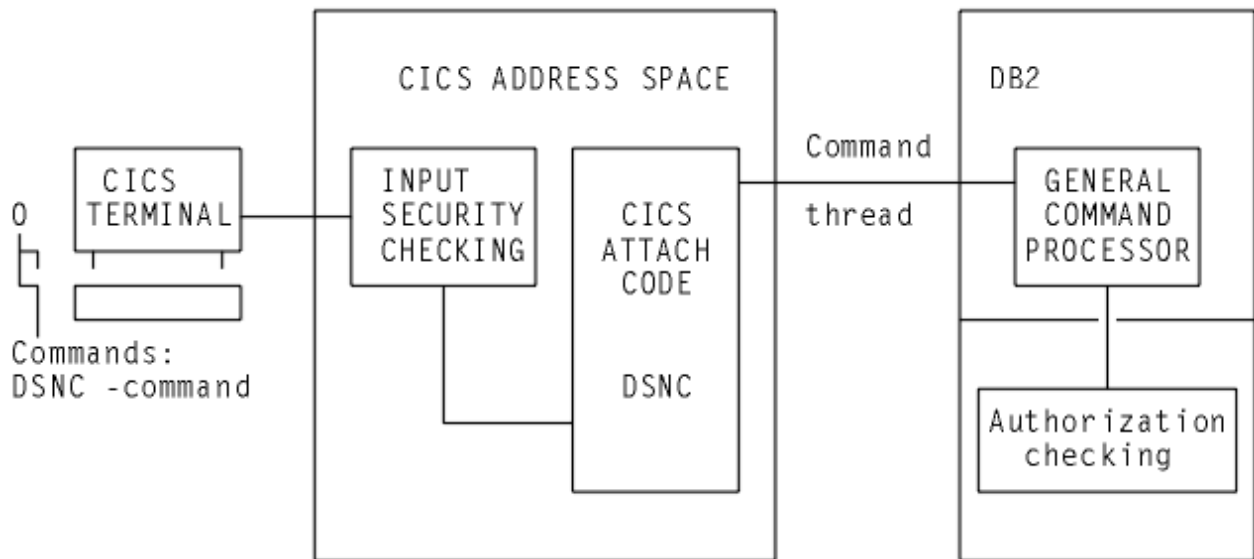 CICS ADDRESS SPACE
DB2
CICS
TERMINAL
O
INPUT
SECURITY
CHECKING
CICS
ATTACH
CODE
DSNC
Command
thread
GENERAL
COMMAND
PROCESSOR
Authorization
checking
Commands:
DSNC -command